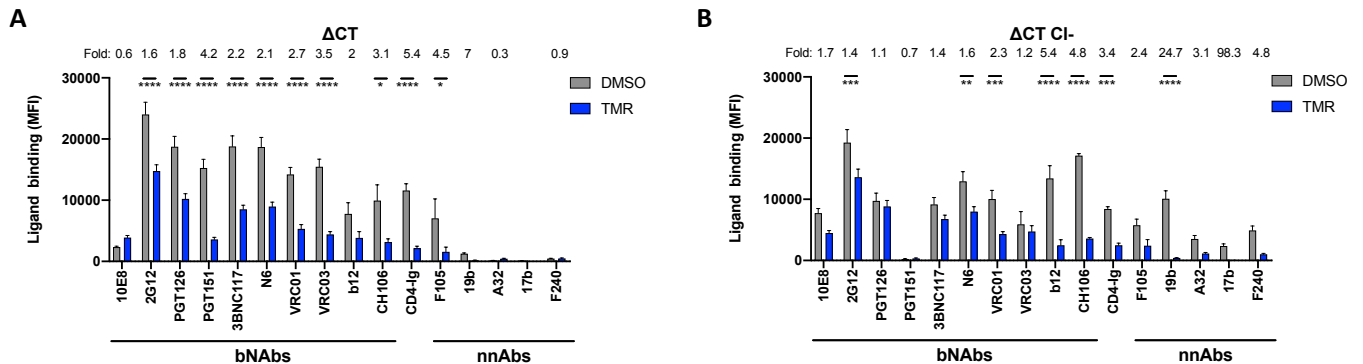 A
ΔCT
Fold: 0.6 1.6 1.8 4.2 2.2 2.1 2.7 3.5 2 3.1 5.4 4.5 7 0.3 0.9
**** **** **** **** **** **** **** * **** *
Ligand binding (MFI)
30000
20000
10000
0
DMSO
TMR
10E8 2G12 PGT126 PGT151 3BNC117 N6 VRC01 VRC03 b12 CH106 CD4-Ig F105 19b A32 17b F240
bNAbs nnAbs
B
ΔCT Cl-
Fold: 1.7 1.4 1.1 0.7 1.4 1.6 2.3 1.2 5.4 4.8 3.4 2.4 24.7 3.1 98.3 4.8
*** ** *** **** **** *** ****
Ligand binding (MFI)
30000
20000
10000
0
DMSO
TMR
10E8 2G12 PGT126 PGT151 3BNC117 N6 VRC01 VRC03 b12 CH106 CD4-Ig F105 19b A32 17b F240
bNAbs nnAbs